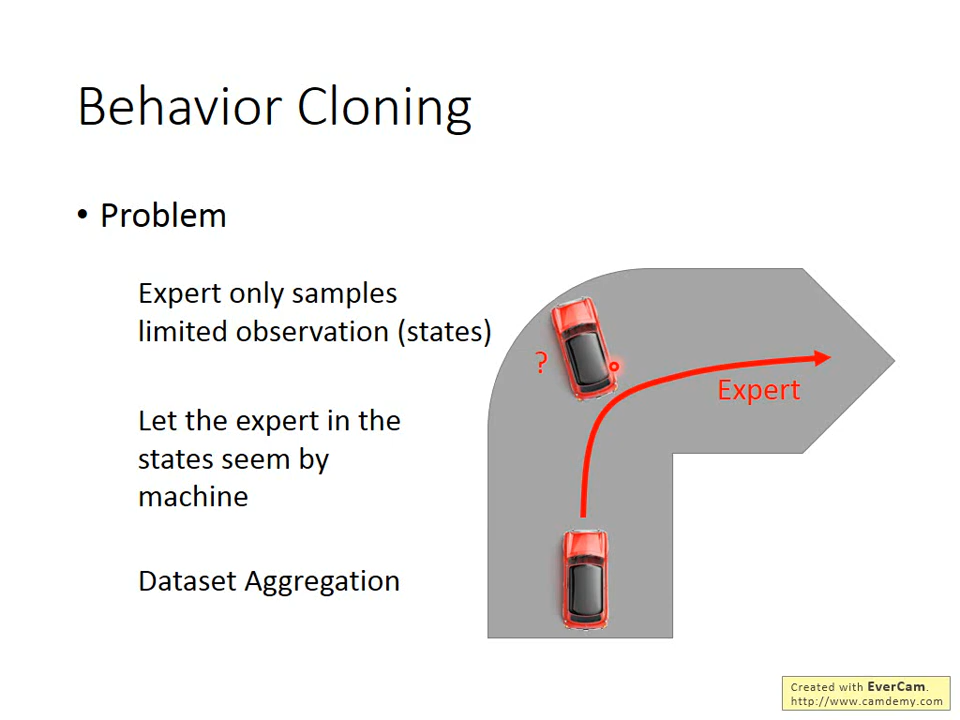 Behavior Cloning
• Problem
Expert only samples
limited observation (states)
Let the expert in the
states seem by
machine
Dataset Aggregation
?
Expert
Created with EverCam.
http://www.camdemy.com